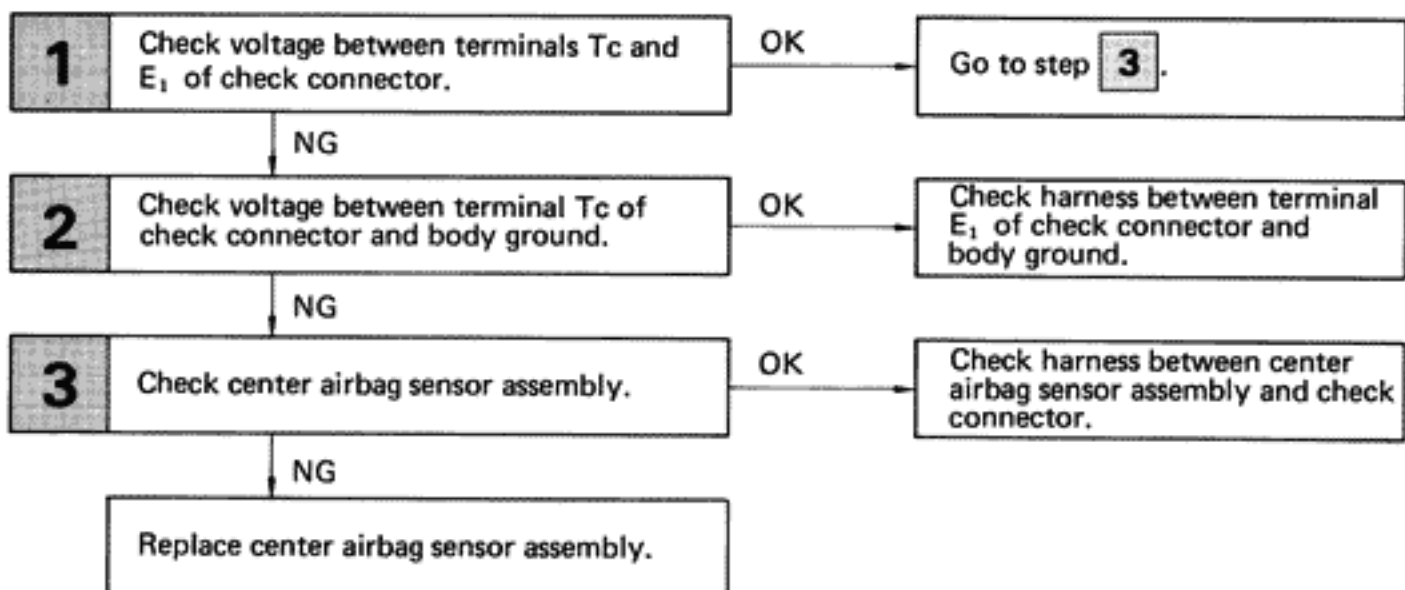 1
Check voltage between terminals Tc and
E₁ of check connector.
OK
Go to step 3.
NG
2
Check voltage between terminal Tc of
check connector and body ground.
OK
Check harness between terminal
E₁ of check connector and
body ground.
NG
3
Check center airbag sensor assembly.
OK
Check harness between center
airbag sensor assembly and check
connector.
NG
Replace center airbag sensor assembly.